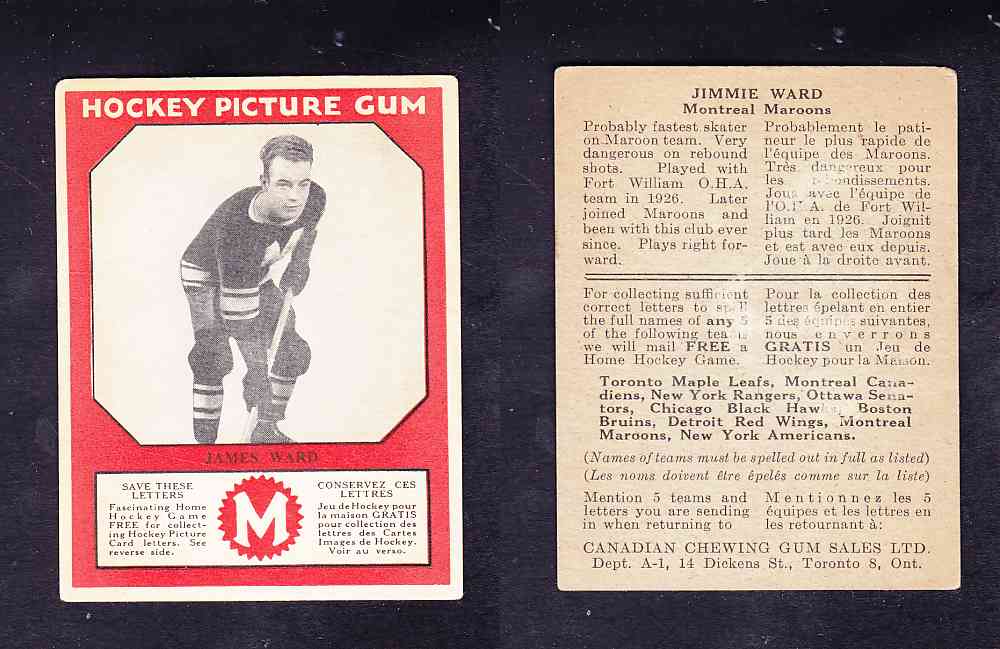 HOCKEY PICTURE GUM
JAMES WARD
SAVE THESE
LETTERS
Fascinating Home
Hockey Game
FREE for collect-
ing Hockey Picture
Card letters. See
reverse side.
M
CONSERVEZ CES
LETTRES
Jeu de Hockey pour
la maison GRATIS
pour collection des
lettres des Cartes
Images de Hockey.
Voir au verso.
JIMMIE WARD
Montreal Maroons
Probably fastest skater
on Maroon team. Very
dangerous on rebound
shots. Played with
Fort William O.H.A.
team in 1926. Later
joined Maroons and
been with this club ever
since. Plays right for-
ward.
Probablement le pati-
neur le plus rapide de
l'équipe des Maroons.
Très dangereux pour
les
Joua avec l'équipe de
l'O.H.A. de Fort Wil-
liam en 1926. Joignit
plus tard les Maroons
et est avec eux depuis.
Joue à la droite avant.
For collecting sufficient
correct letters to spell
the full names of any 5
of the following teams
we will mail FREE a
Home Hockey Game.
Pour la collection des
lettres épelant en entier
5 des équipes suivantes,
nous enverrons
GRATIS un Jeu de
Hockey pour la Maison.
Toronto Maple Leafs, Montreal Cana-
diens, New York Rangers, Ottawa Sena-
tors, Chicago Black Hawks, Boston
Bruins, Detroit Red Wings, Montreal
Maroons, New York Americans.
(Names of teams must be spelled out in full as listed)
(Les noms doivent être épelés comme sur la liste)
Mention 5 teams and
letters you are sending
in when returning to
Mentionnez les 5
équipes et les lettres en
les retournant à:
CANADIAN CHEWING GUM SALES LTD.
Dept. A-1, 14 Dickens St., Toronto 8, Ont.